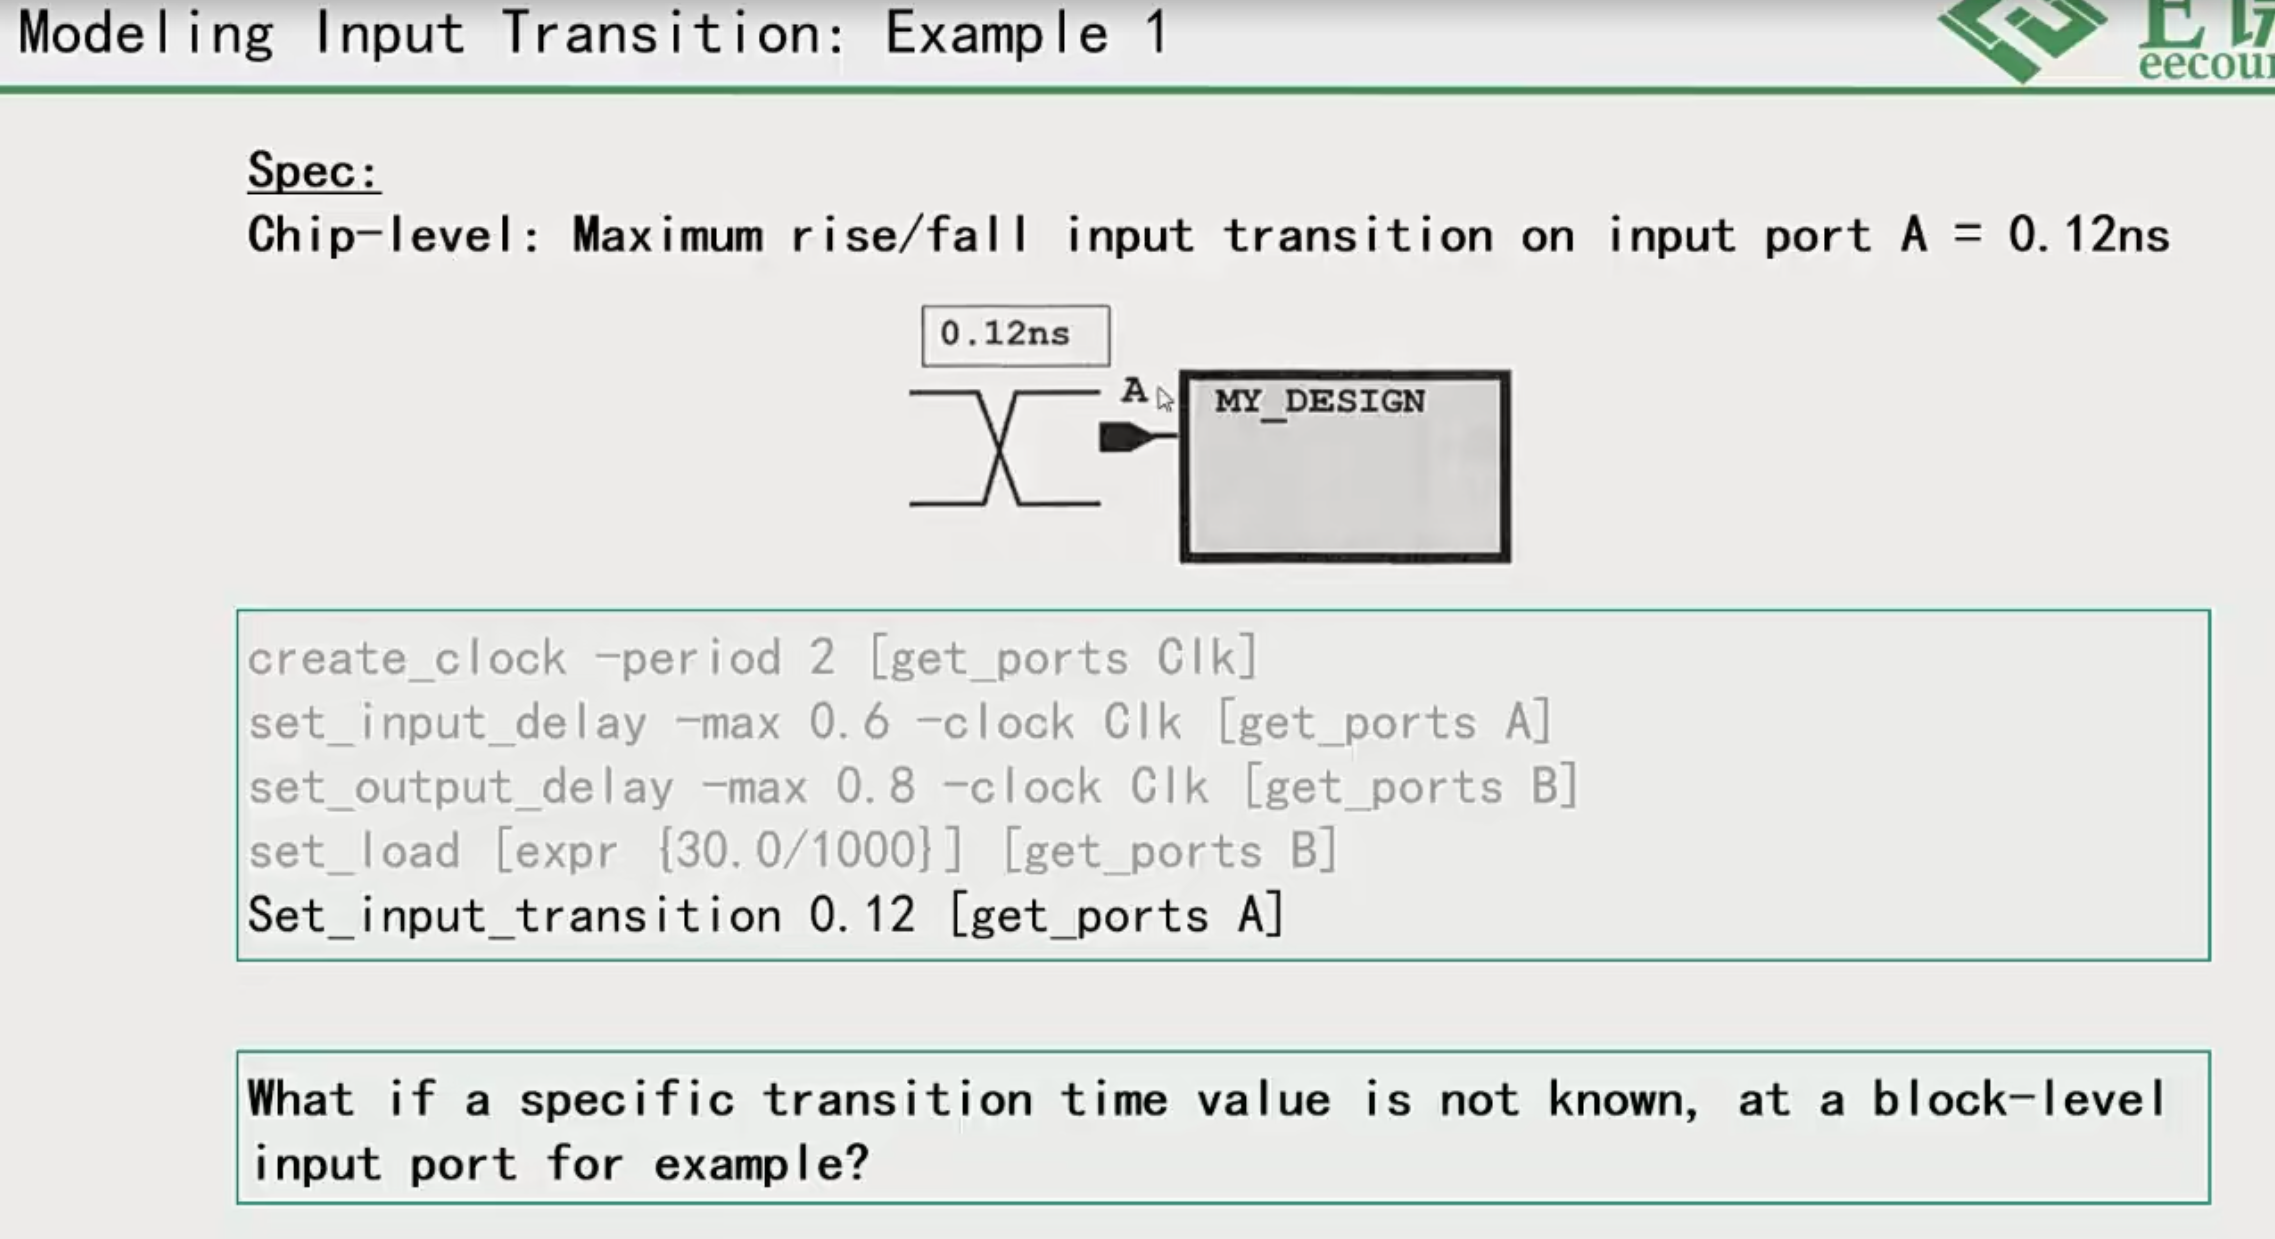 Modeling Input Transition: Example 1
eecour
Spec:
Chip-level: Maximum rise/fall input transition on input port A = 0.12ns
0.12ns
A
MY_DESIGN
create_clock -period 2 [get_ports Clk]
set_input_delay -max 0.6 -clock Clk [get_ports A]
set_output_delay -max 0.8 -clock Clk [get_ports B]
set_load [expr {30.0/1000}] [get_ports B]
Set_input_transition 0.12 [get_ports A]
What if a specific transition time value is not known, at a block-level
input port for example?